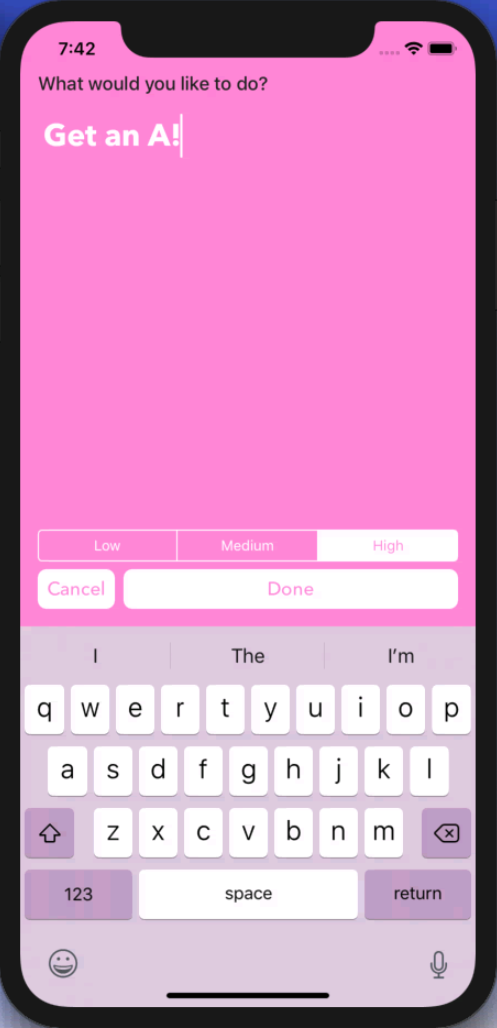 7:42
What would you like to do?
Get an A!
Low Medium High
Cancel Done
I The I'm
q w e r t y u i o p
a s d f g h j k l
z x c v b n m
123 space return